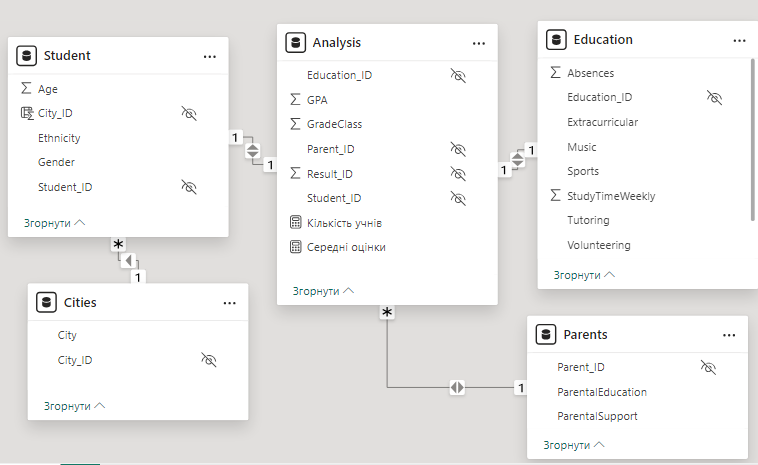 Student
Age
City_ID
Ethnicity
Gender
Student_ID
Згорнути
Analysis
Education_ID
GPA
GradeClass
Parent_ID
Result_ID
Student_ID
Кількість учнів
Середні оцінки
Згорнути
Education
Absences
Education_ID
Extracurricular
Music
Sports
StudyTimeWeekly
Tutoring
Volunteering
Згорнути
1
1
1
1
*
1
Cities
City
City_ID
Згорнути
*
1
Parents
Parent_ID
ParentalEducation
ParentalSupport
Згорнути